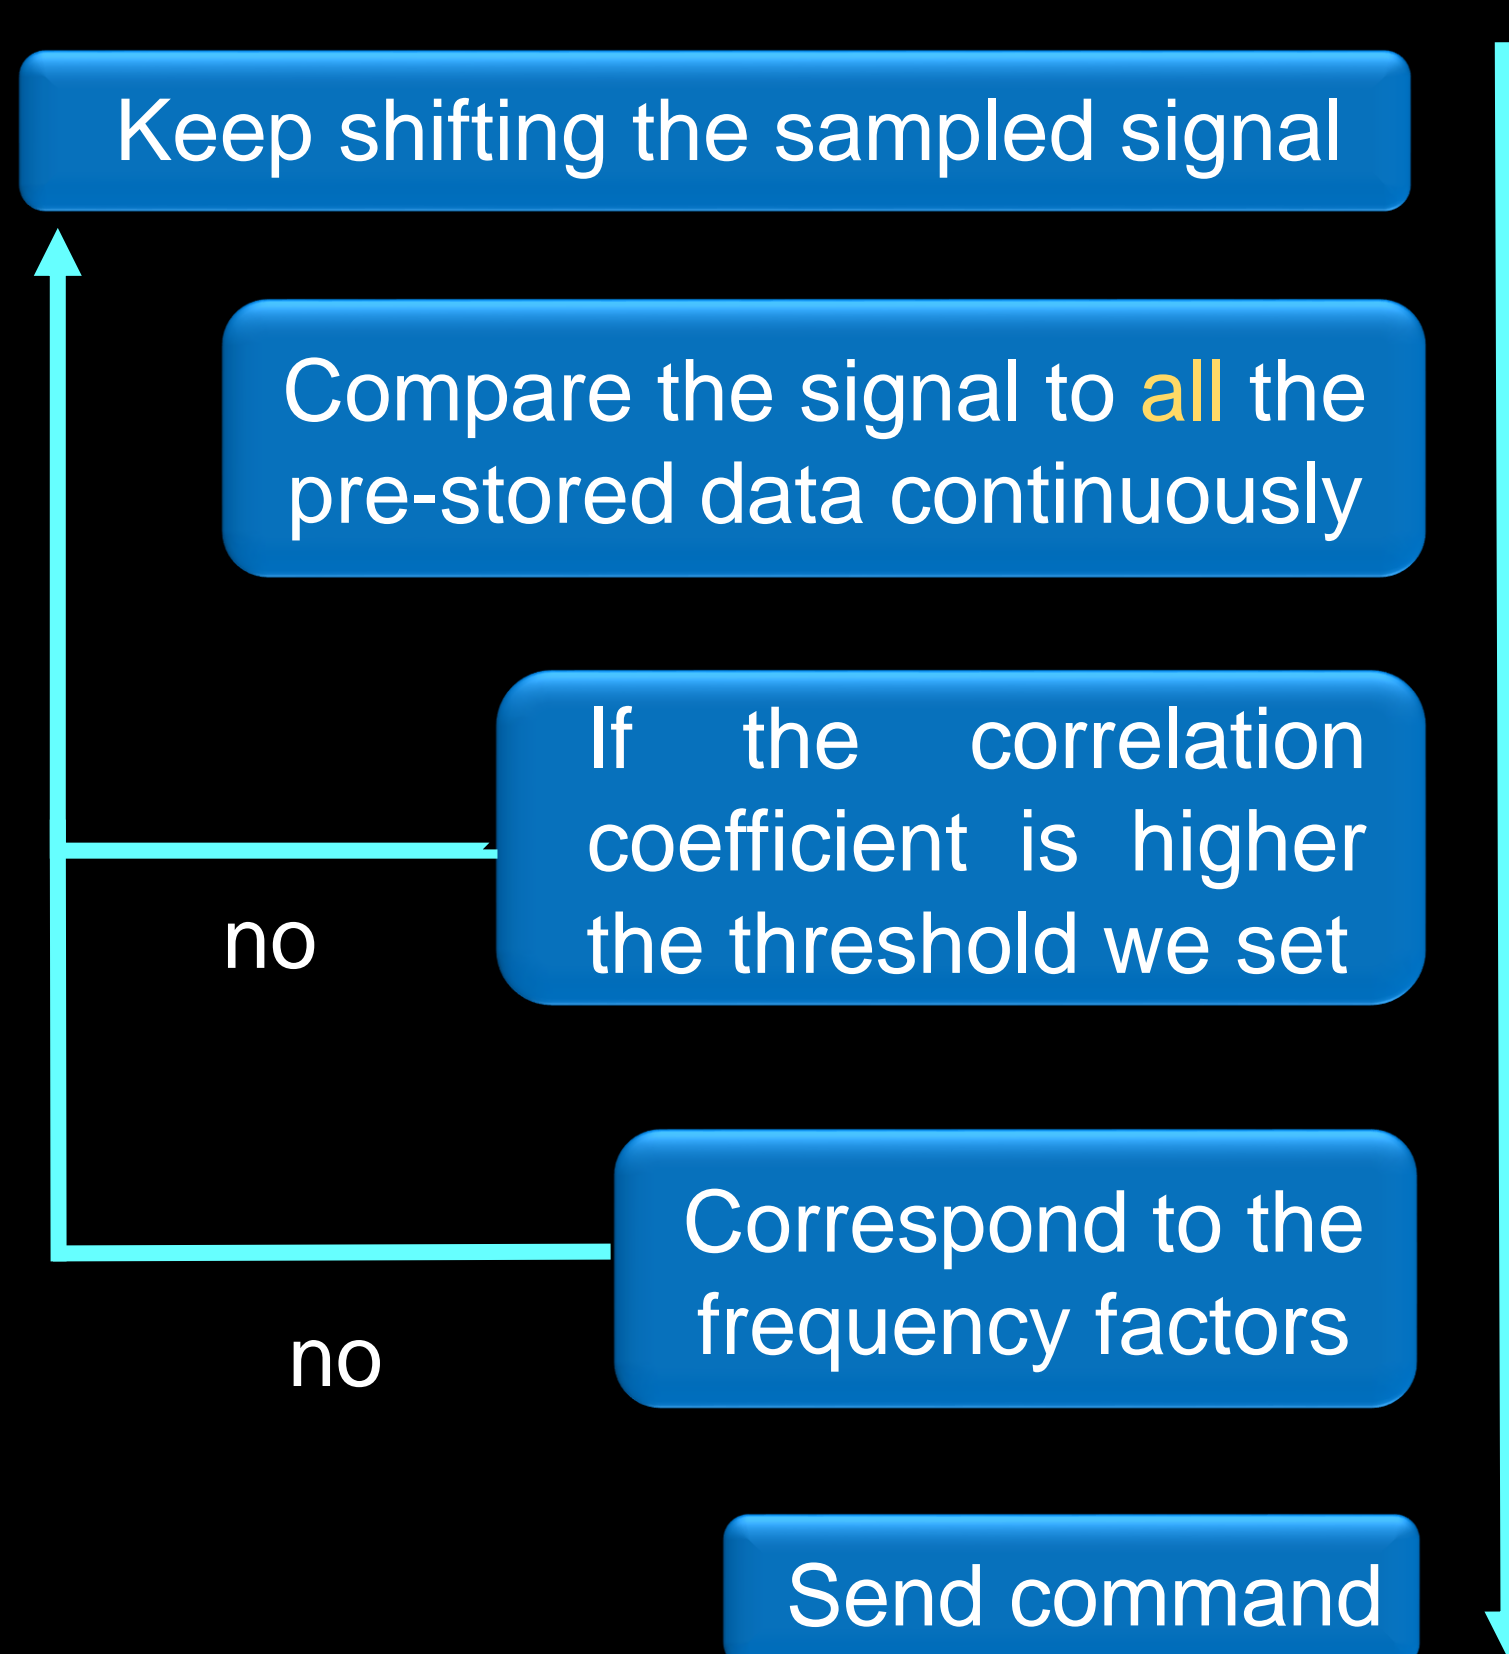 Keep shifting the sampled signal
Compare the signal to all the
pre-stored data continuously
If the correlation
coefficient is higher
the threshold we set
no
Correspond to the
frequency factors
no
Send command